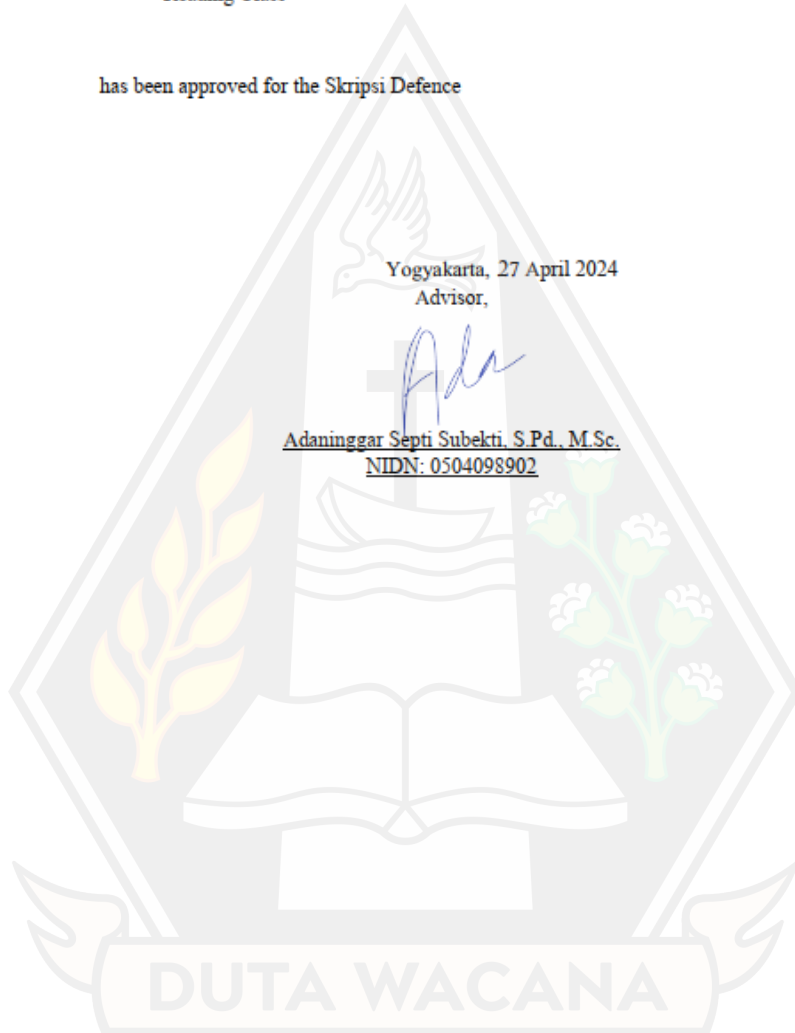 has been approved for the Skripsi Defence
Yogyakarta, 27 April 2024
Advisor,
Ada
Adaninggar Septi Subekti, S.Pd., M.Sc.
NIDN: 0504098902
DUTA WACANA